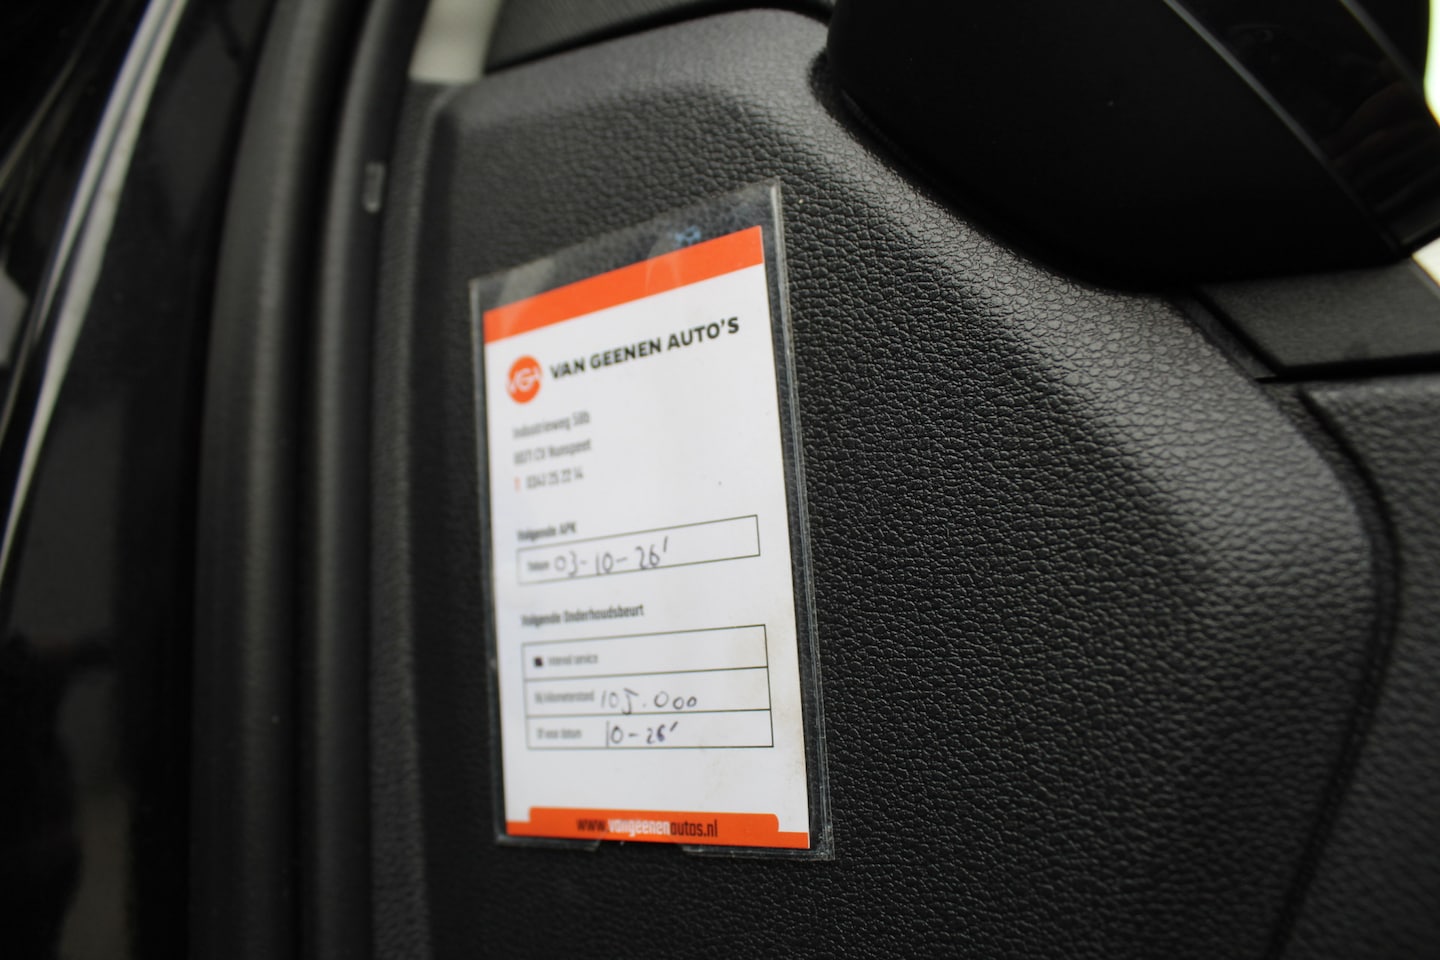 VGA VAN GEENEN AUTO'S
Industrieweg 58b
8071 CV Nunspeet
T 0341 25 22 14
Volgende APK
Datum 03-10-26'
Volgende Onderhoudsbeurt
Interval service
Bij kilometerstand 105.000
Of voor datum 10-26'
www.vangeenenautos.nl